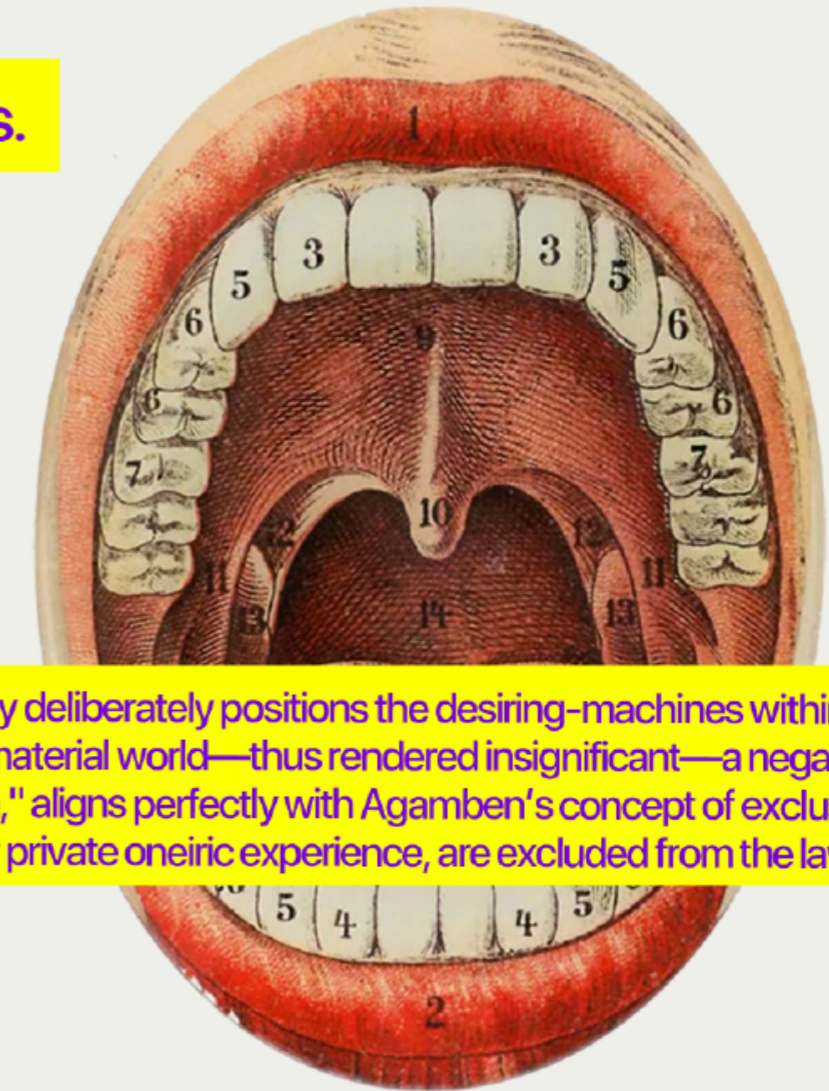 s.
1
3 3
5 5
6 6
6 6
7 7
9
10
12 12
11 11
13 13
14
y deliberately positions the desiring-machines within
material world—thus rendered insignificant—a nega
," aligns perfectly with Agamben's concept of exclu
private oneiric experience, are excluded from the la
5 4 4 5
2